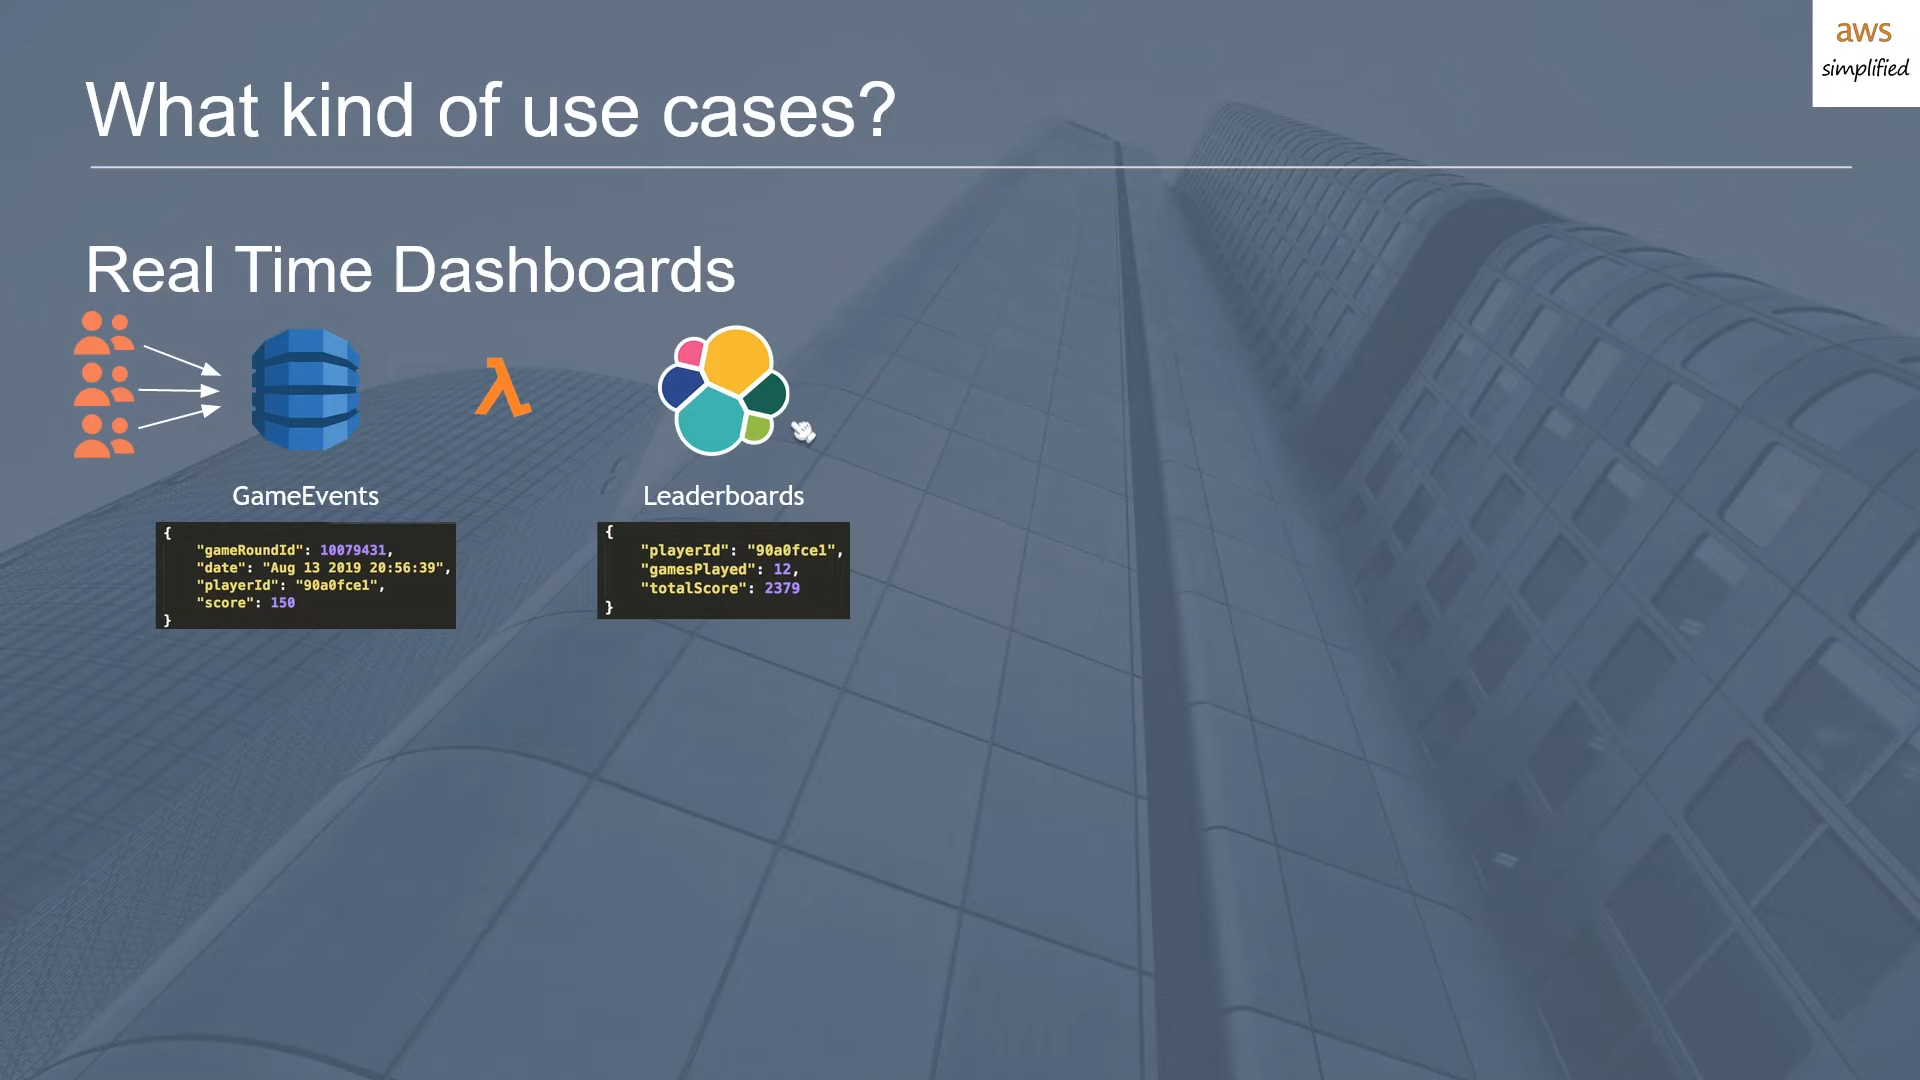 aws
simplified
What kind of use cases?
Real Time Dashboards
GameEvents
{
"gameRoundId": 10079431,
"date": "Aug 13 2019 20:56:39",
"playerId": "90a0fce1",
"score": 150
}
Leaderboards
{
"playerId": "90a0fce1",
"gamesPlayed": 12,
"totalScore": 2379
}